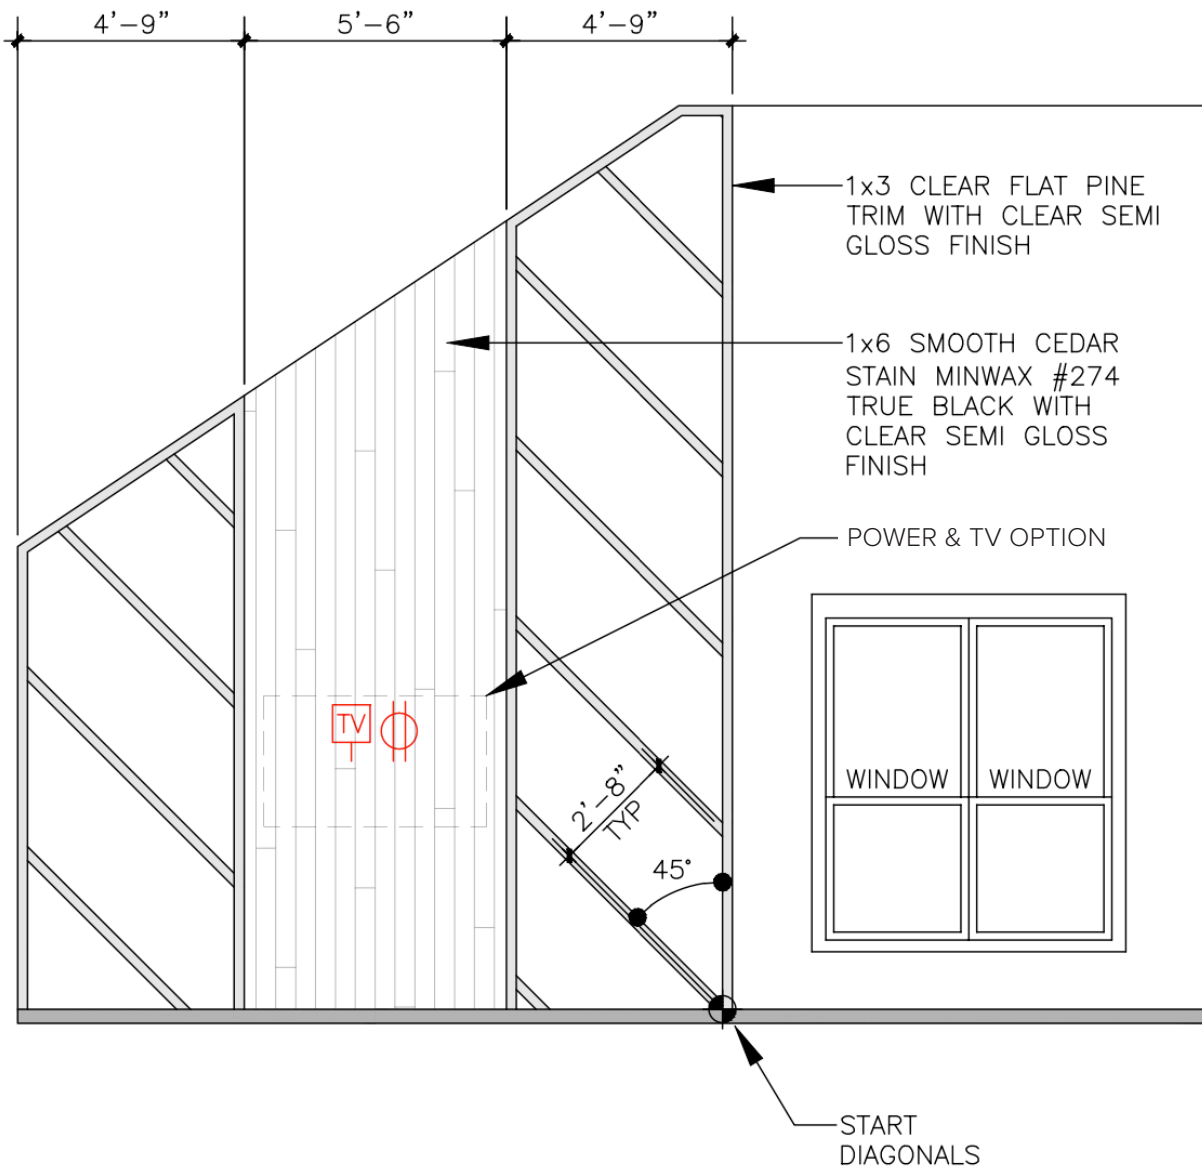 4'-9"
5'-6"
4'-9"
1x3 CLEAR FLAT PINE
TRIM WITH CLEAR SEMI
GLOSS FINISH
1x6 SMOOTH CEDAR
STAIN MINWAX #274
TRUE BLACK WITH
CLEAR SEMI GLOSS
FINISH
POWER & TV OPTION
TV
2'-8"
TYP
45°
WINDOW
WINDOW
START
DIAGONALS